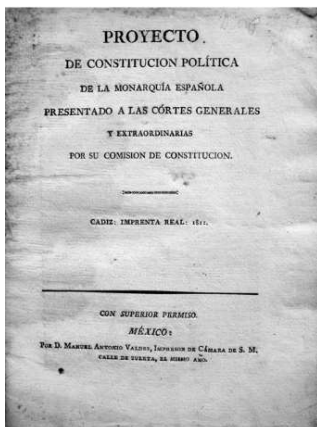 PROYECTO
DE CONSTITUCION POLÍTICA
DE LA MONARQUÍA ESPAÑOLA
PRESENTADO A LAS CÓRTES GENERALES
Y EXTRAORDINARIAS
POR SU COMISION DE CONSTITUCION.
CADIZ: IMPRENTA REAL: 1811.
CON SUPERIOR PERMISO.
MÉXICO:
POR D. MANUEL ANTONIO VALDES, IMPRESOR DE CÁMARA DE S. M.
CALLE DE ZULETA, EL MISMO AÑO.